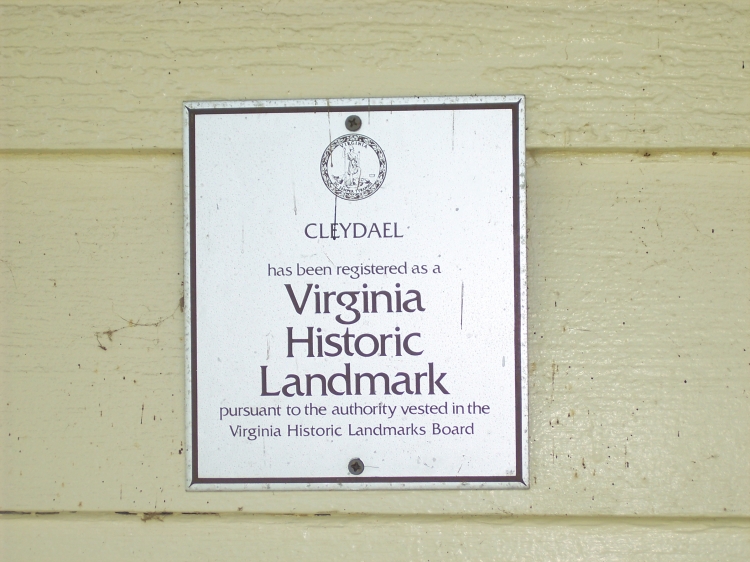 VIRGINIA
CLEYDAEL
has been registered as a
Virginia
Historic
Landmark
pursuant to the authority vested in the
Virginia Historic Landmarks Board